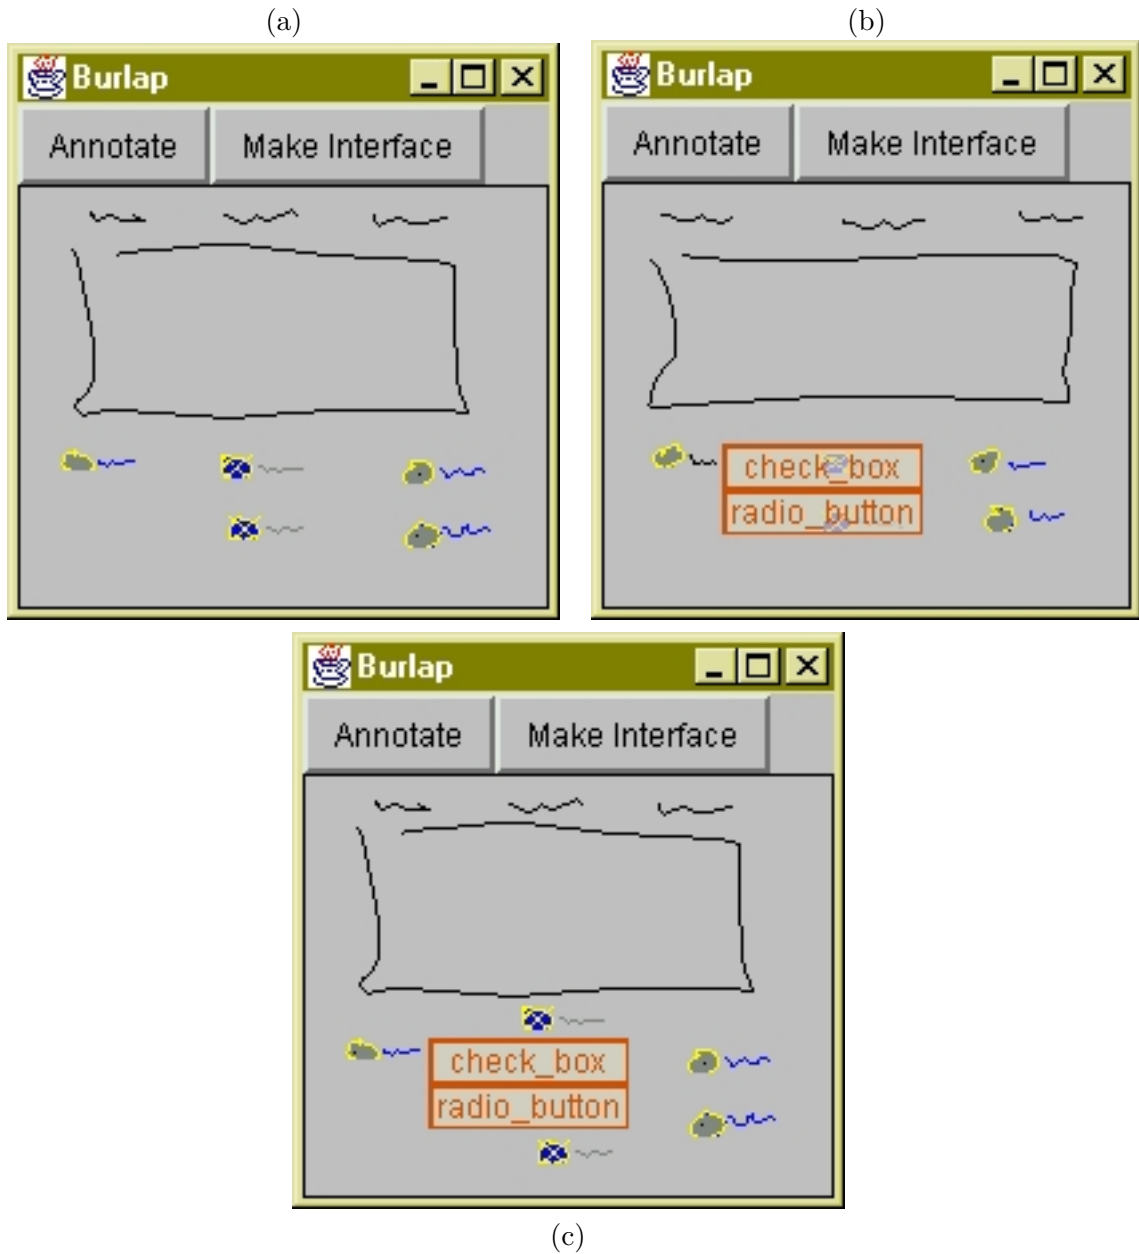 (a)
Burlap
Annotate Make Interface
(b)
Burlap
Annotate Make Interface
check_box
radio_button
Burlap
Annotate Make Interface
check_box
radio_button
(c)